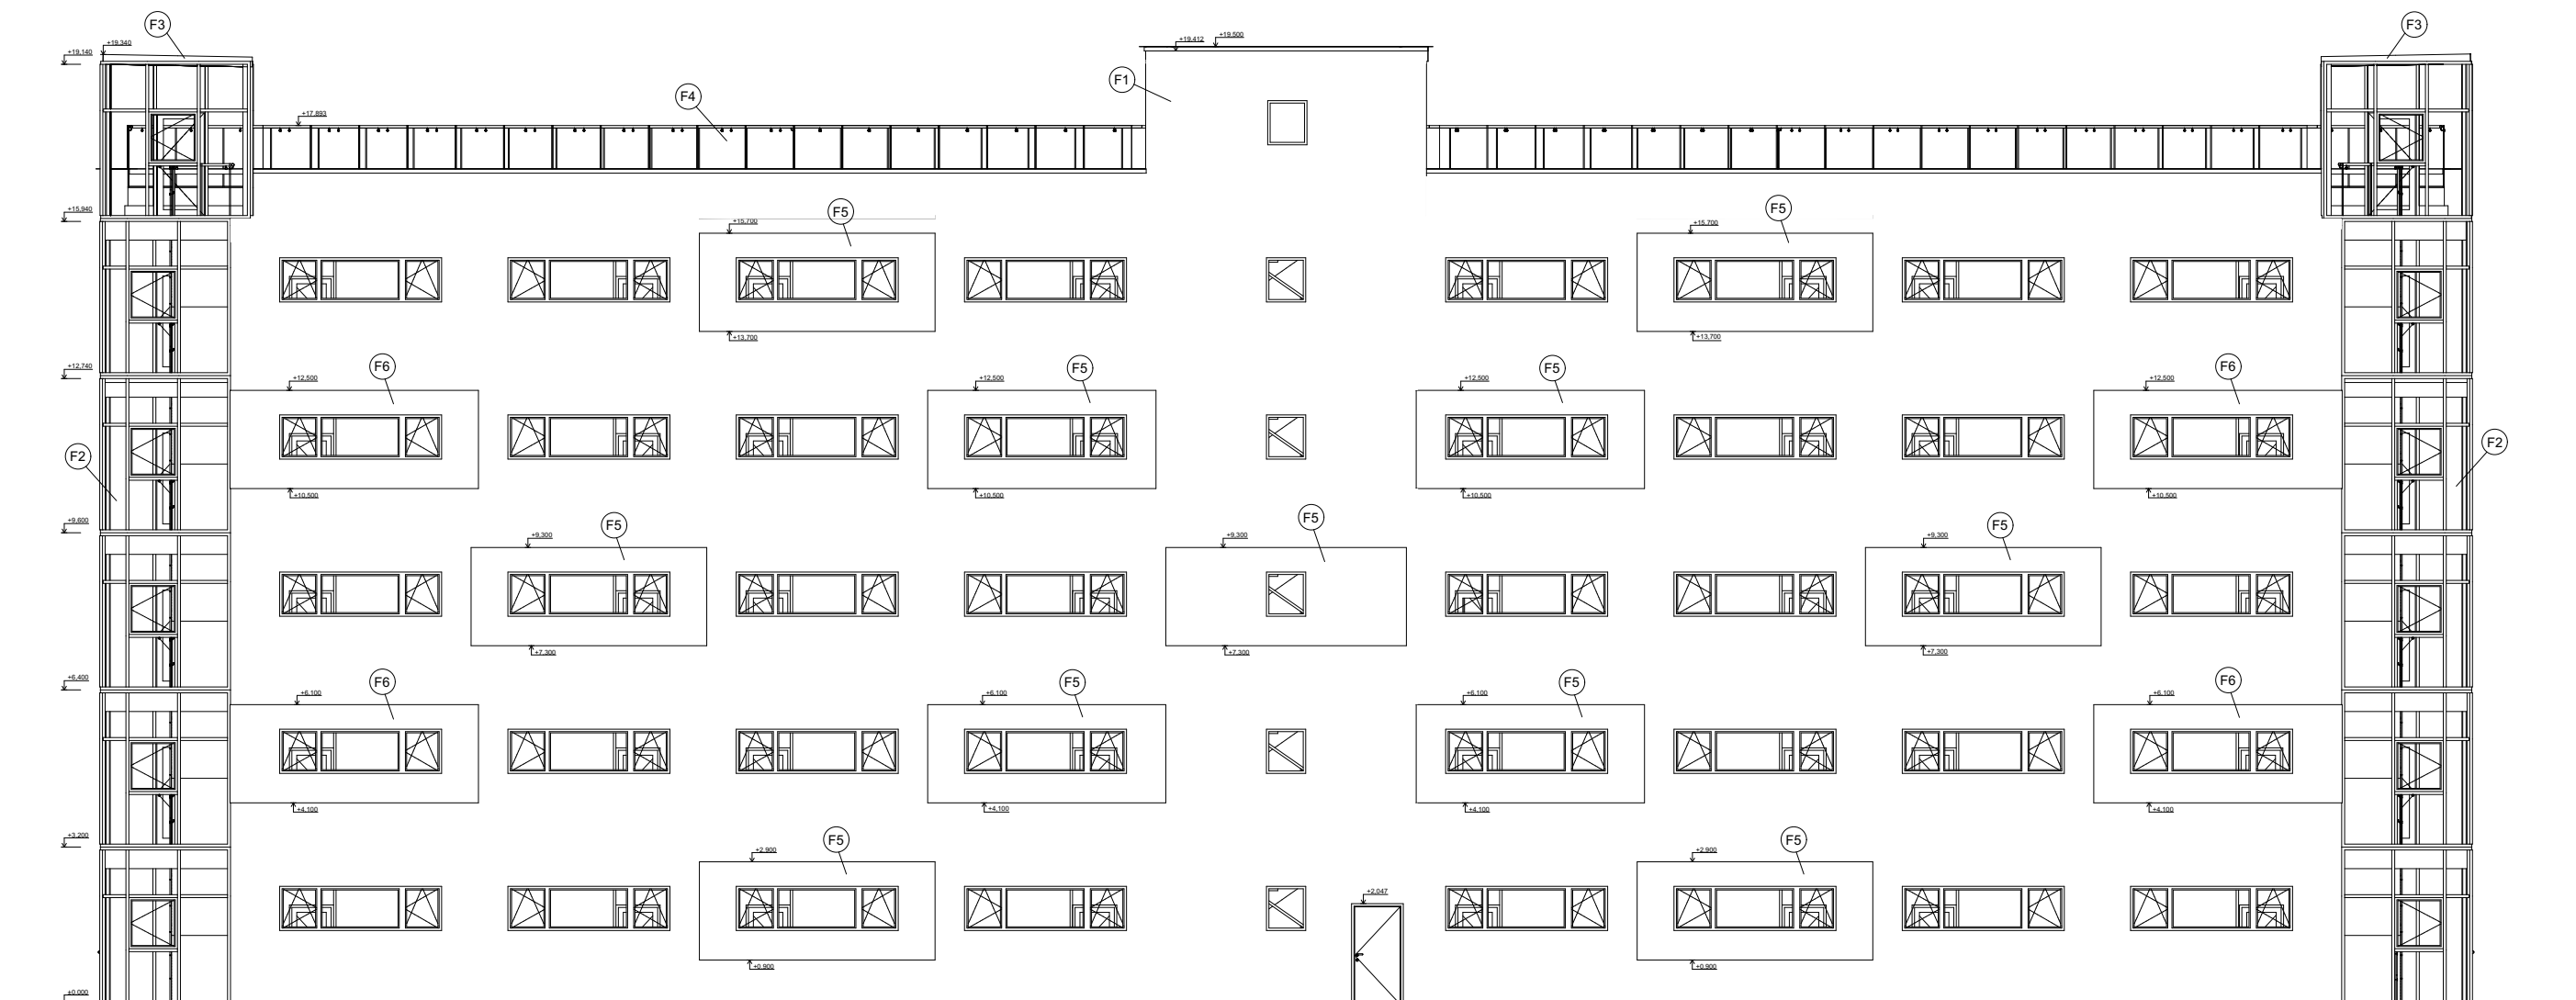 F3
F3
+19,500
+19,412
+19,340
+19,140
F1
F4
+17,893
+15,940
F5
F5
+15,700
+15,700
+13,700
+13,700
+12,740
F6
F5
F5
F6
+12,500
+12,500
+12,500
+12,500
F2
F2
+10,500
+10,500
+10,500
+10,500
+9,600
F5
F5
F5
+9,300
+9,300
+9,300
+7,300
+7,300
+7,300
+6,400
F6
F5
F5
F6
+6,100
+6,100
+6,100
+6,100
+4,100
+4,100
+4,100
+4,100
+3,200
F5
F5
+2,900
+2,900
+2,047
+0,900
+0,900
±0,000